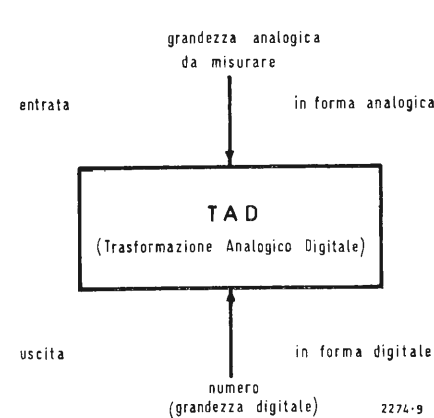 grandezza analogica
da misurare
entrata
in forma analogica
TAD
(Trasformazione Analogico Digitale)
uscita
in forma digitale
numero
(grandezza digitale)
2274-9